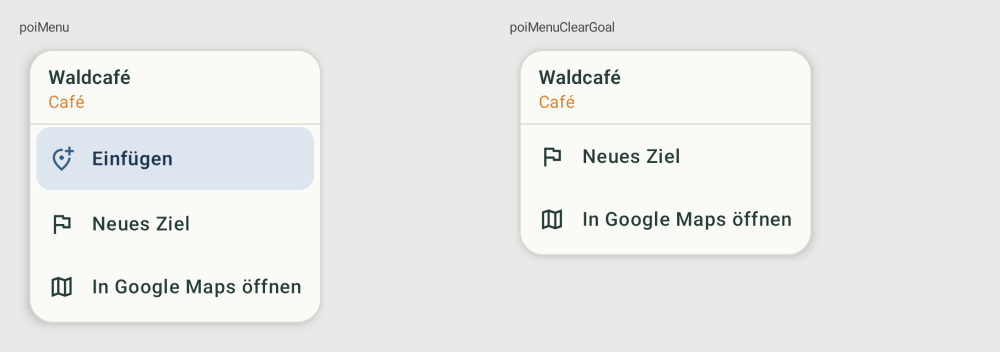 poiMenu
Waldcafé
Café
Einfügen
Neues Ziel
In Google Maps öffnen
poiMenuClearGoal
Waldcafé
Café
Neues Ziel
In Google Maps öffnen